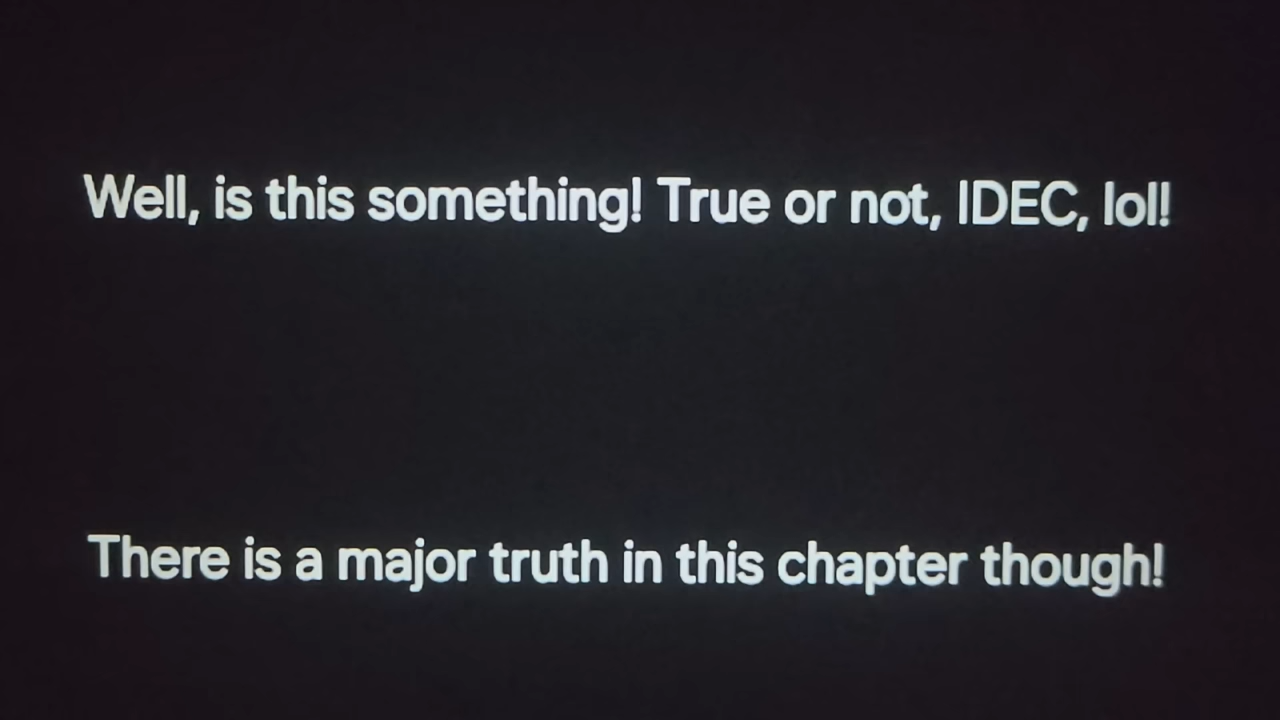 Well, is this something! True or not, IDEC, lol!
There is a major truth in this chapter though!